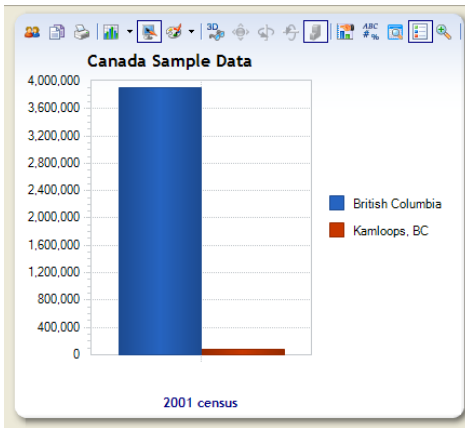 3D
ABC
#%
Canada Sample Data
4,000,000
3,600,000
3,200,000
2,800,000
2,400,000
2,000,000
1,600,000
1,200,000
800,000
400,000
0
British Columbia
Kamloops, BC
2001 census